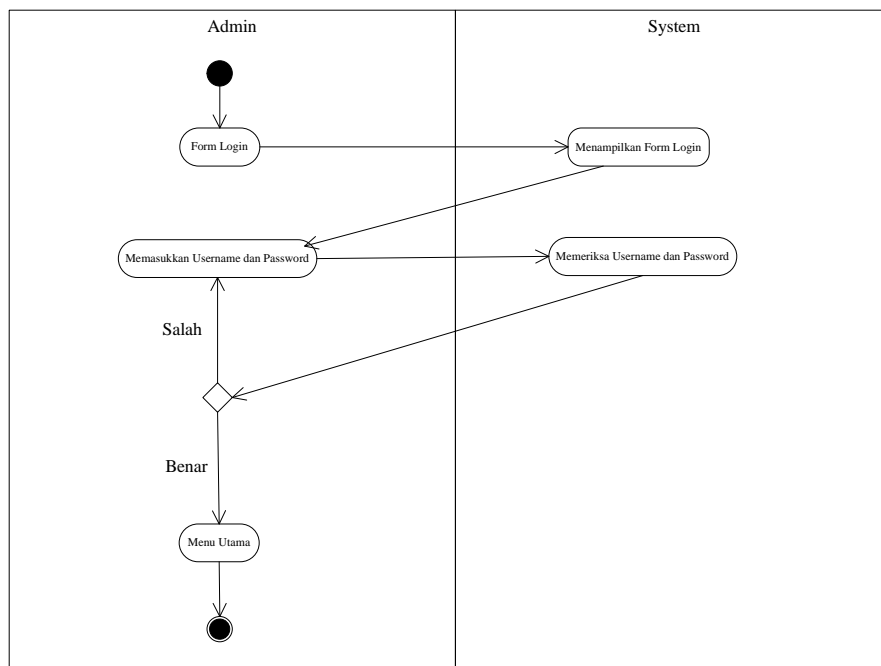 Admin
System
Form Login
Menampilkan Form Login
Memasukkan Username dan Password
Memeriksa Username dan Password
Salah
Benar
Menu Utama